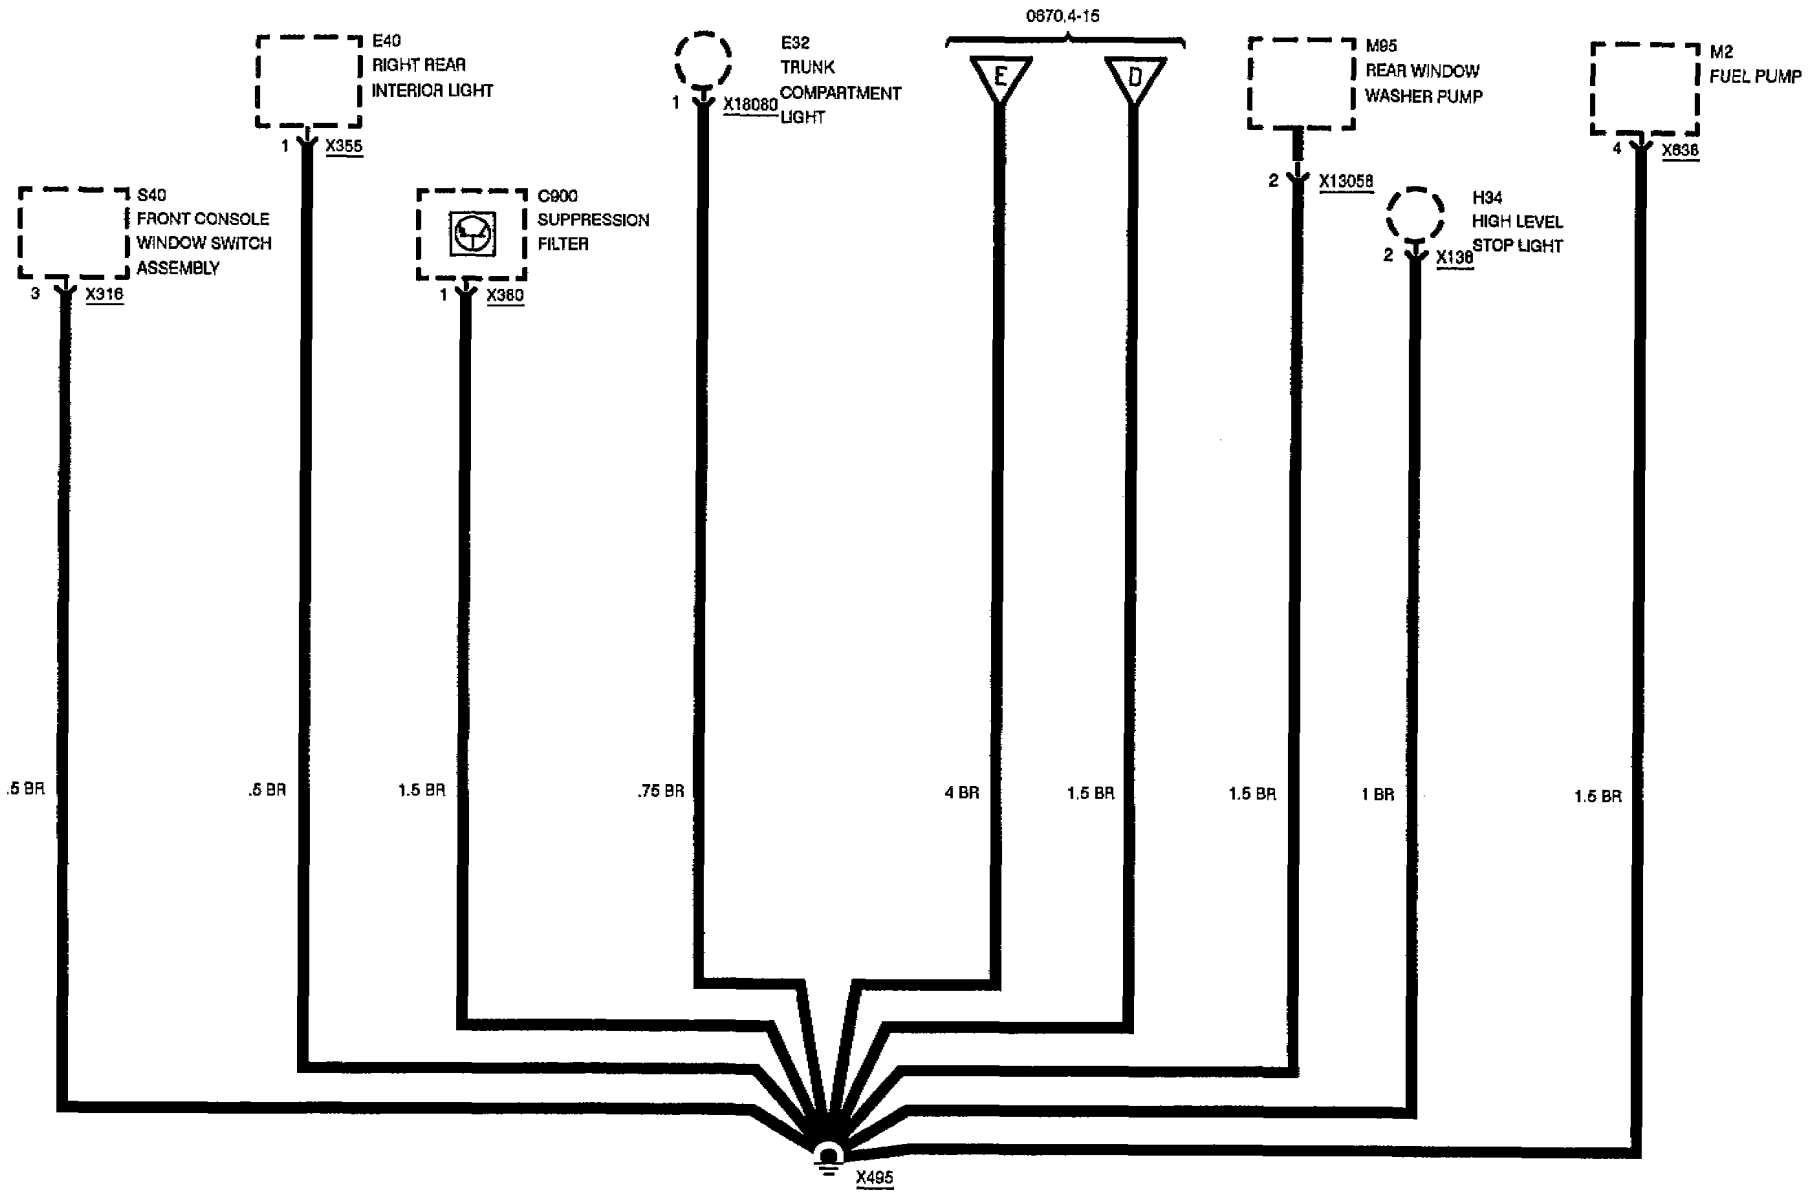 0670.4-15
E40
RIGHT REAR
INTERIOR LIGHT
1
X355
E32
TRUNK
COMPARTMENT
LIGHT
1
X18080
E
D
M95
REAR WINDOW
WASHER PUMP
2
X13058
M2
FUEL PUMP
4
X636
S40
FRONT CONSOLE
WINDOW SWITCH
ASSEMBLY
3
X316
C900
SUPPRESSION
FILTER
1
X380
H34
HIGH LEVEL
STOP LIGHT
2
X138
.5 BR
.5 BR
1.5 BR
.75 BR
4 BR
1.5 BR
1.5 BR
1 BR
1.5 BR
X495